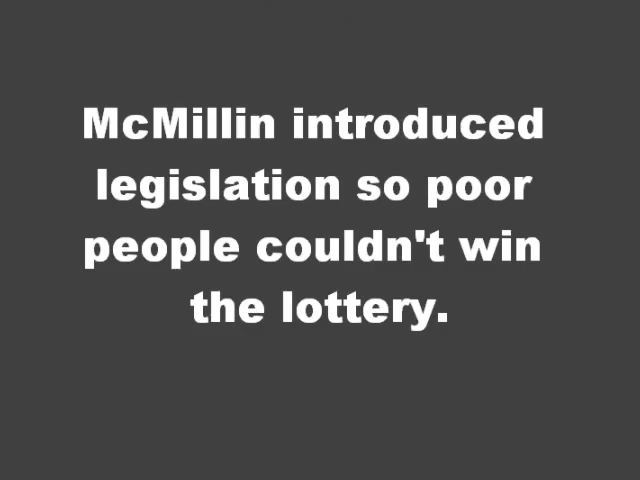 McMillin introduced
legislation so poor
people couldn't win
the lottery.